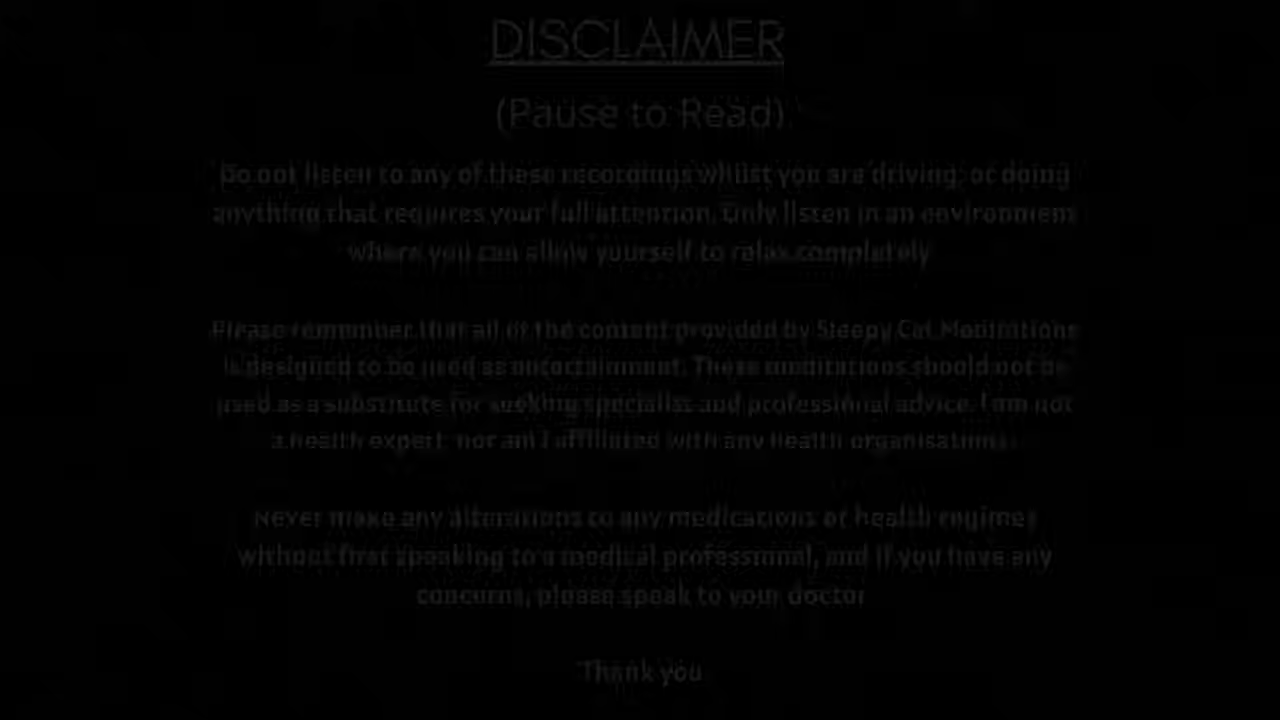 DISCLAIMER
(Pause to Read)
Do not listen to any of these recordings whilst you are driving, or doing
anything that requires your full attention. Only listen in an environment
where you can allow yourself to relax completely
Please remember that all of the content provided by Sleepy Cat Meditations
is designed to be used as entertainment. These meditations should not be
used as a substitute for seeking specialist and professional advice. I am not
a health expert, nor am I affiliated with any health organisations.
Never make any alterations to any medications or health regimes
without first speaking to a medical professional, and if you have any
concerns, please speak to your doctor
Thank you